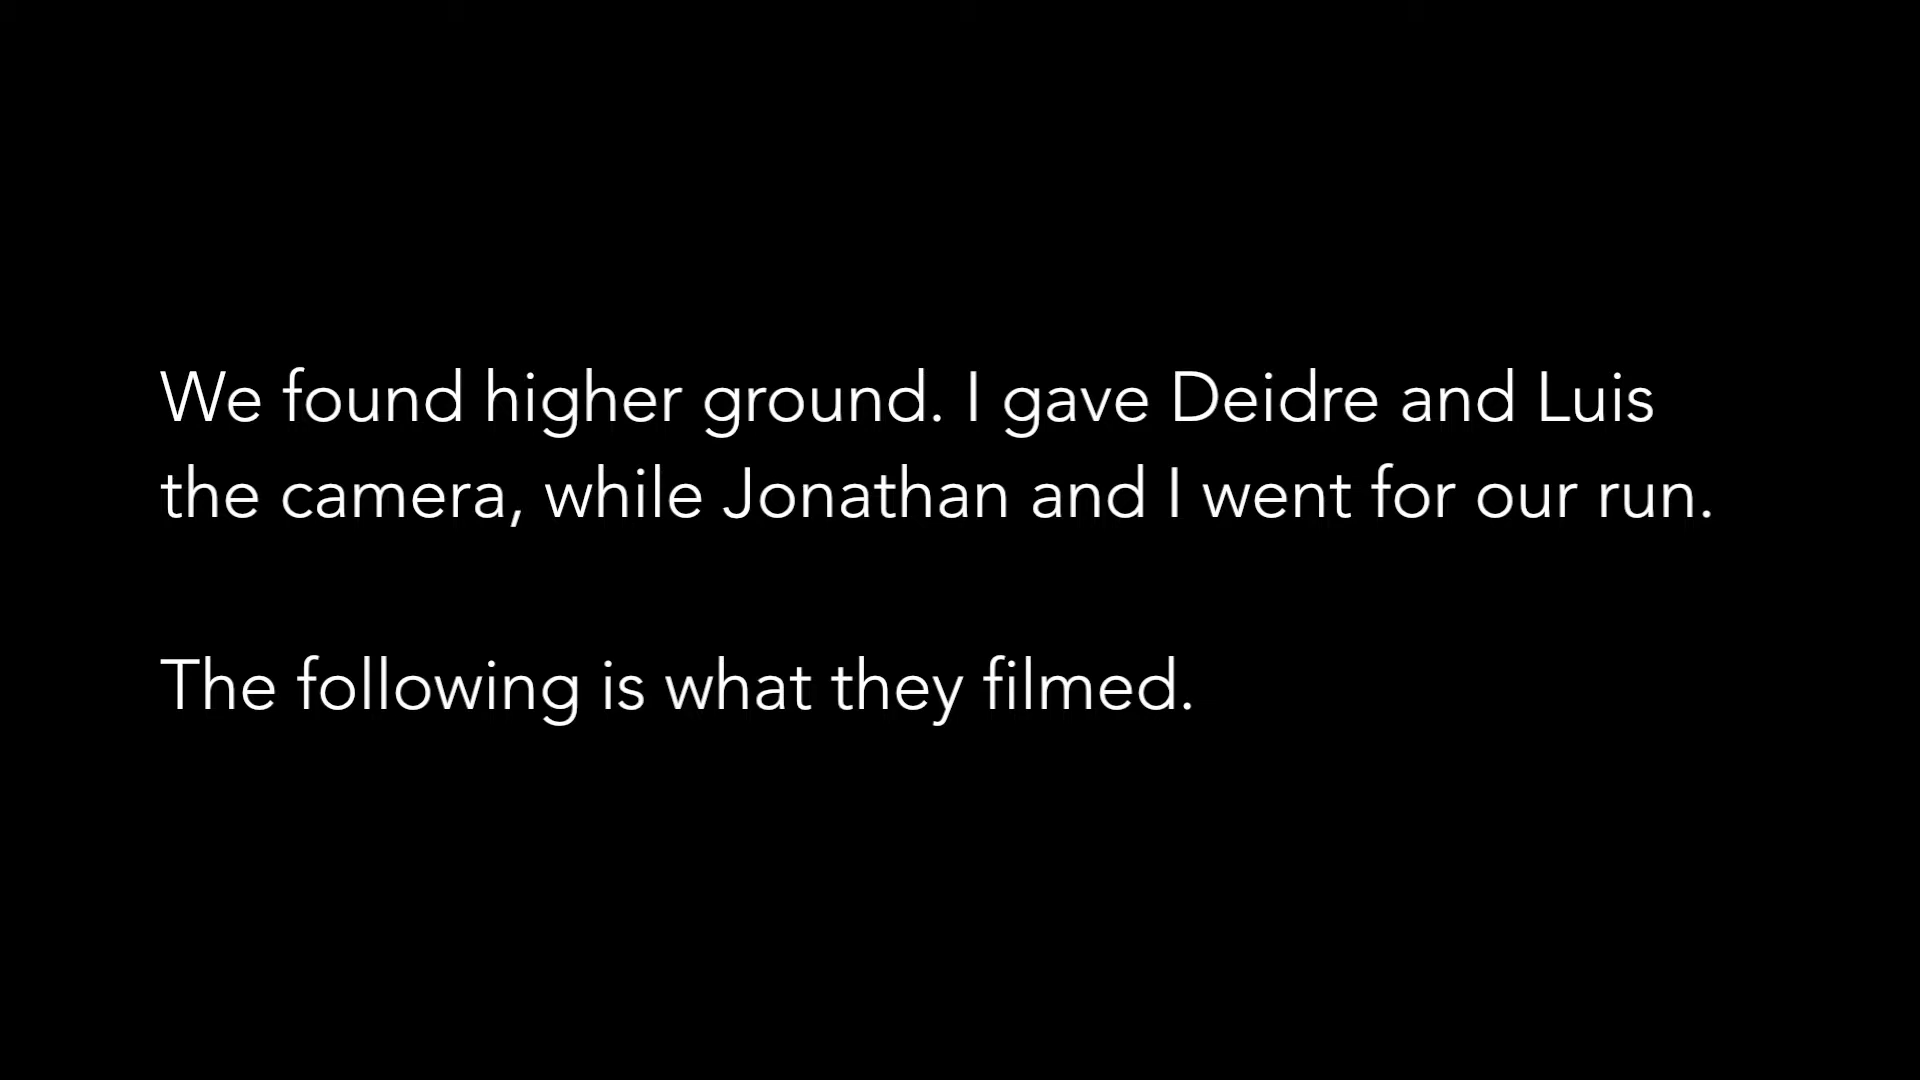 We found higher ground. I gave Deidre and Luis
the camera, while Jonathan and I went for our run.
The following is what they filmed.